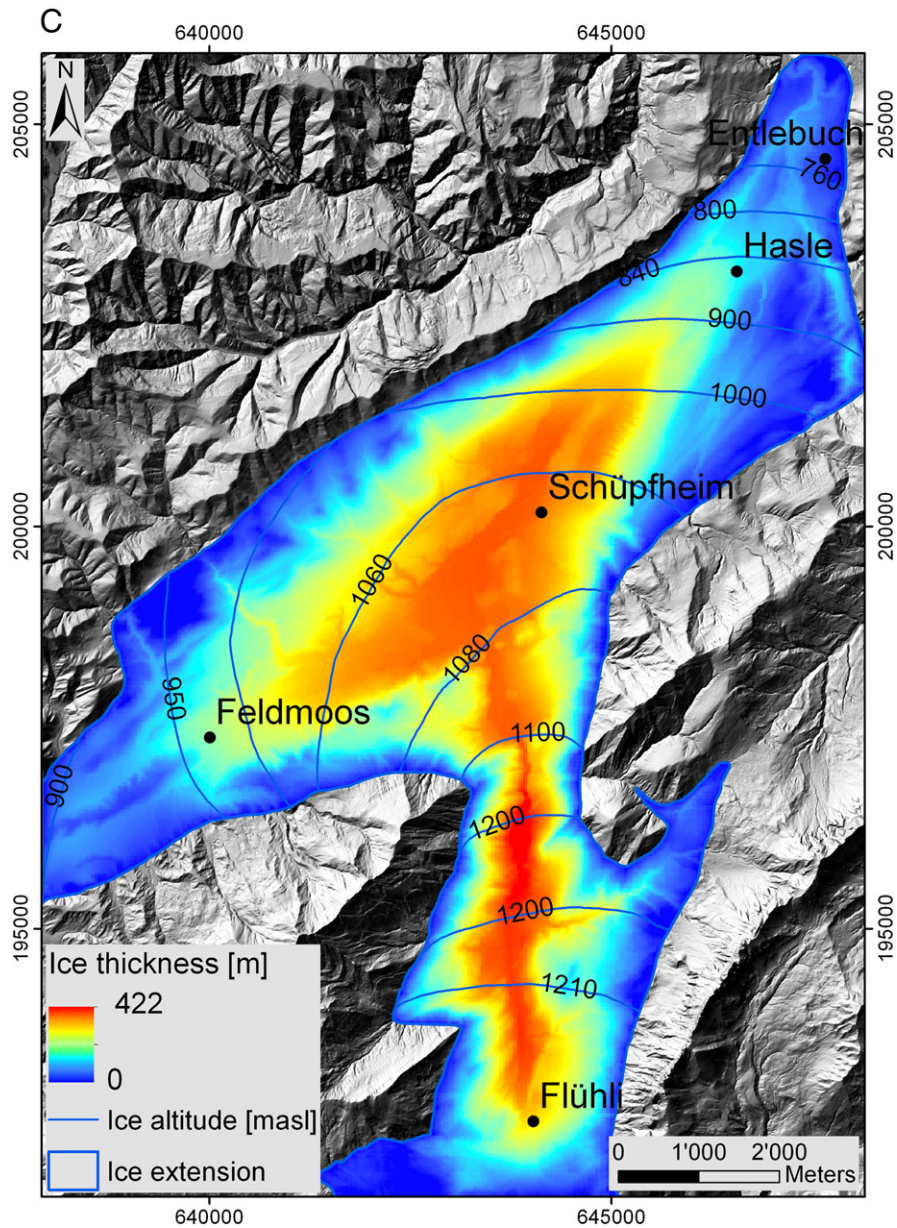 C
640000 645000
N
205000 205000
Entlebuch
760
800
Hasle
840
900
1000
Schüpfheim
200000 200000
1060
1080
950
Feldmoos
1100
900
1200
1200
195000 195000
Ice thickness [m]
422
0
Ice altitude [masl]
Ice extension
1210
Flühli
0 1'000 2'000
Meters
640000 645000